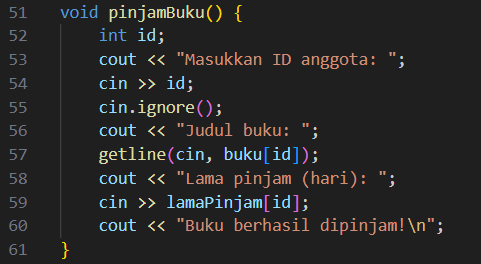 51 void pinjamBuku() {
52     int id;
53     cout << "Masukkan ID anggota: ";
54     cin >> id;
55     cin.ignore();
56     cout << "Judul buku: ";
57     getline(cin, buku[id]);
58     cout << "Lama pinjam (hari): ";
59     cin >> lamaPinjam[id];
60     cout << "Buku berhasil dipinjam!\n";
61 }